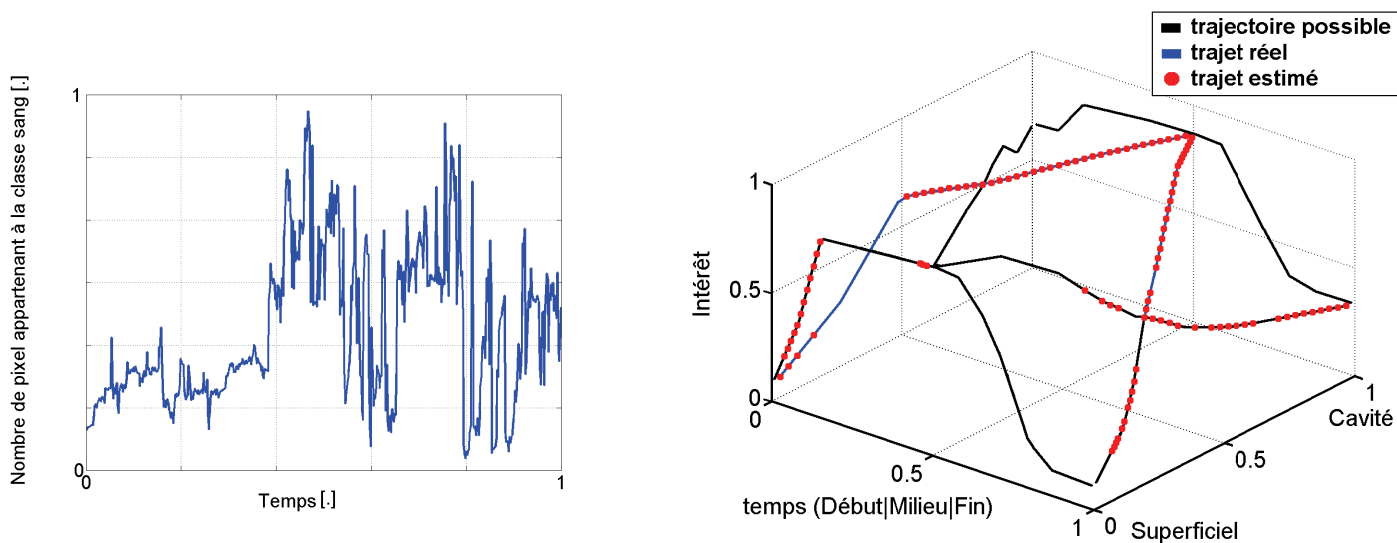 Nombre de pixel appartenant à la classe sang [.]
1
0
0
1
Temps [.]
trajectoire possible
trajet réel
trajet estimé
Intérêt
1
0.5
0
0
0.5
1
temps (Début|Milieu|Fin)
0
0.5
1
Superficiel
Cavité